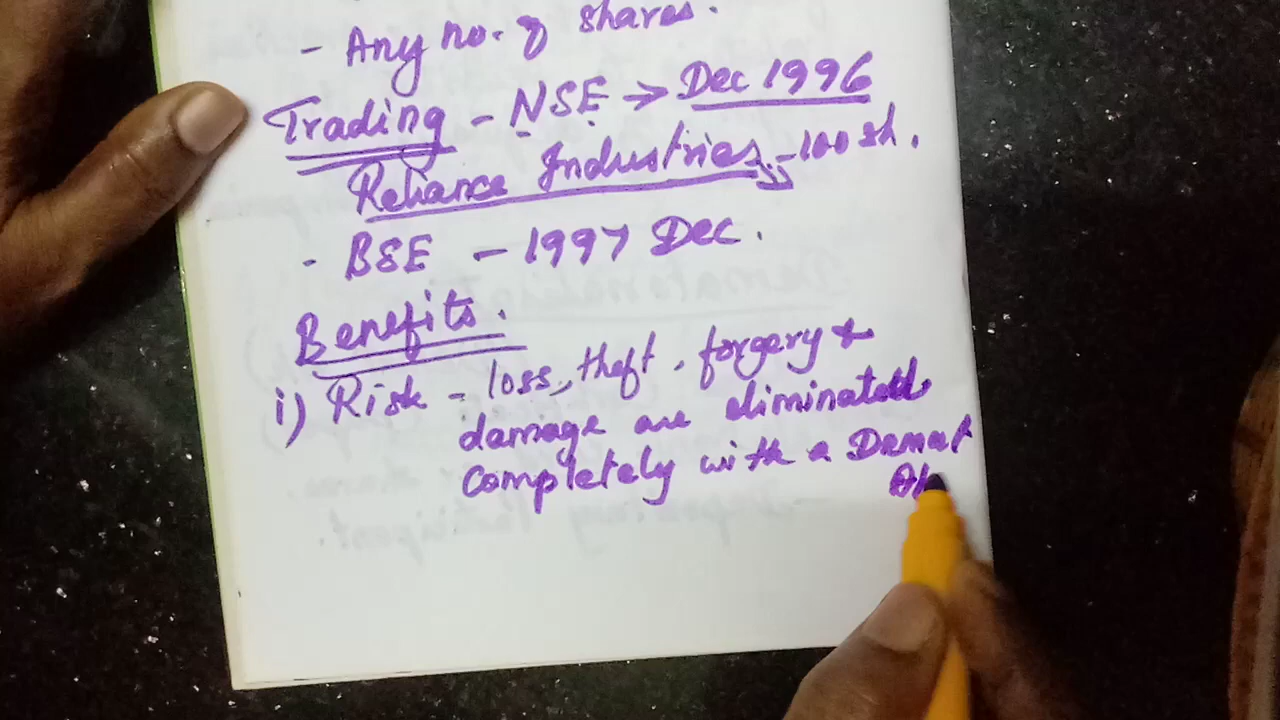 - Any no. of shares.
Trading - NSE → Dec 1996
Reliance Industries - 100 sh.
- BSE - 1997 Dec.
Benefits.
i) Risk - loss, theft, forgery &
damage are eliminated
completely with a Demat